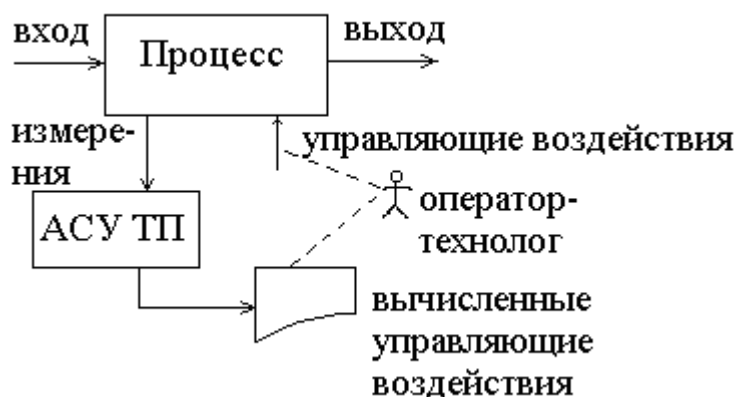 вход
Процесс
выход
измере-
ния
управляющие воздействия
АСУ ТП
оператор-
технолог
вычисленные
управляющие
воздействия